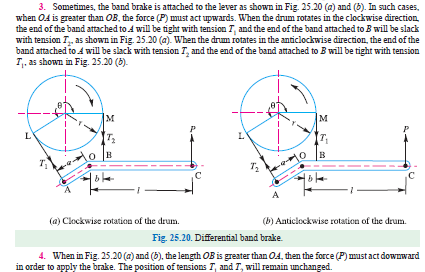 3. Sometimes, the band brake is attached to the lever as shown in Fig. 25.20 (a) and (b). In such cases,
when OA is greater than OB, the force (P) must act upwards. When the drum rotates in the clockwise direction,
the end of the band attached to A will be tight with tension T₁ and the end of the band attached to B will be slack
with tension T₂, as shown in Fig. 25.20 (a). When the drum rotates in the anticlockwise direction, the end of the
band attached to A will be slack with tension T₂ and the end of the band attached to B will be tight with tension
T₁, as shown in Fig. 25.20 (b).
θ
r
M
L
T₂
P
T₁
a
O
B
C
b
A
l
θ
r
M
L
T₁
P
T₂
a
O
B
C
b
A
l
(a) Clockwise rotation of the drum.
(b) Anticlockwise rotation of the drum.
Fig. 25.20. Differential band brake.
4. When in Fig. 25.20 (a) and (b), the length OB is greater than OA, then the force (P) must act downward
in order to apply the brake. The position of tensions T₁ and T₂ will remain unchanged.